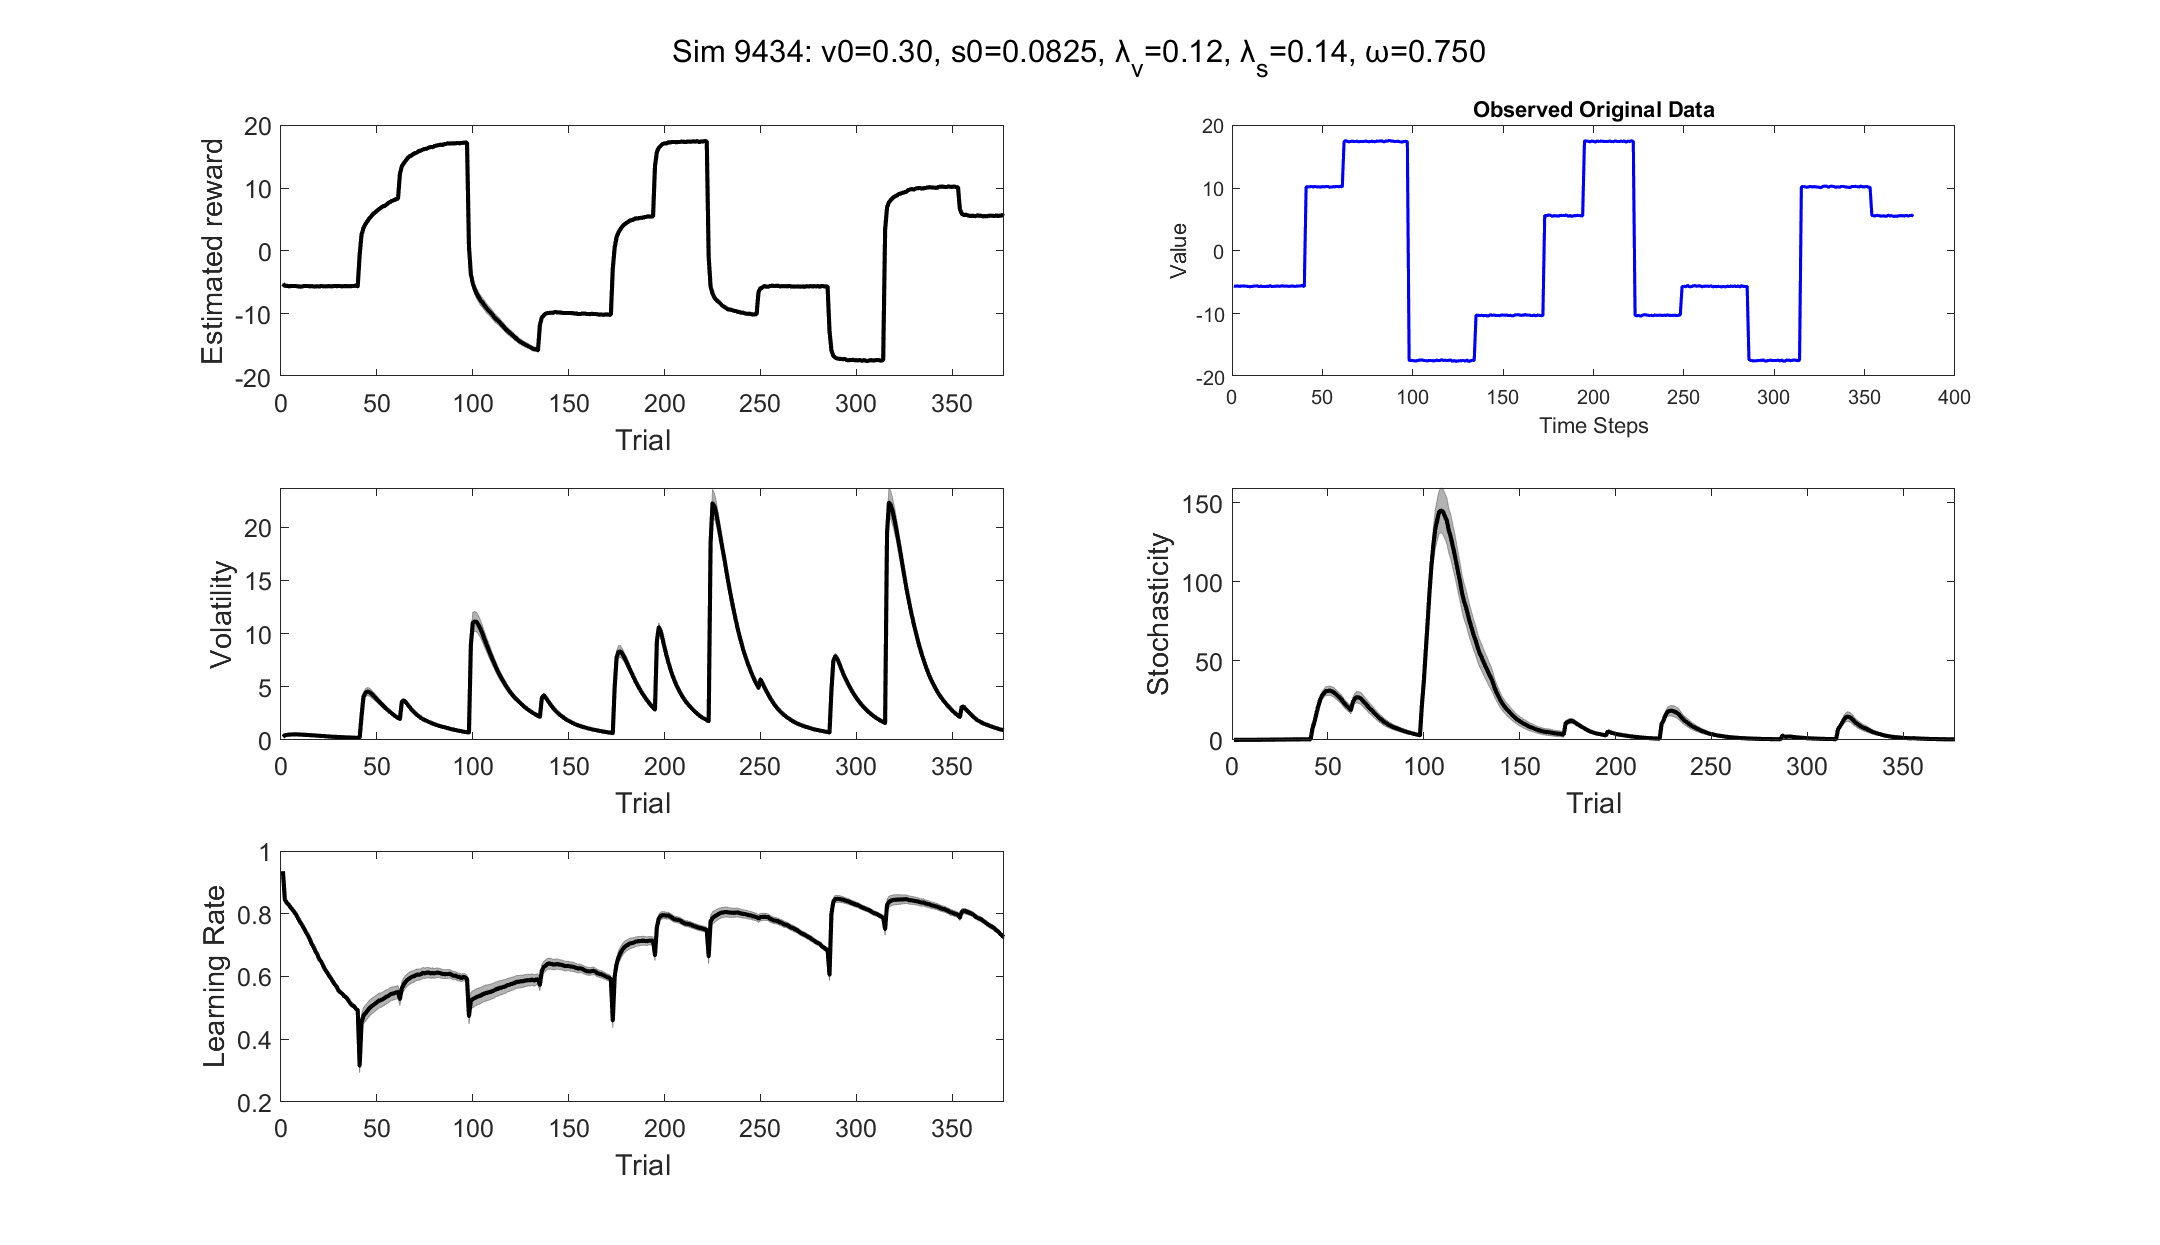 Sim 9434: v0=0.30, s0=0.0825, λ_v=0.12, λ_s=0.14, ω=0.750
Estimated reward
20
10
0
-10
-20
0 50 100 150 200 250 300 350
Trial
Observed Original Data
Value
20
10
0
-10
-20
0 50 100 150 200 250 300 350 400
Time Steps
Volatility
20
15
10
5
0
0 50 100 150 200 250 300 350
Trial
Stochasticity
150
100
50
0
0 50 100 150 200 250 300 350
Trial
Learning Rate
1
0.8
0.6
0.4
0.2
0 50 100 150 200 250 300 350
Trial